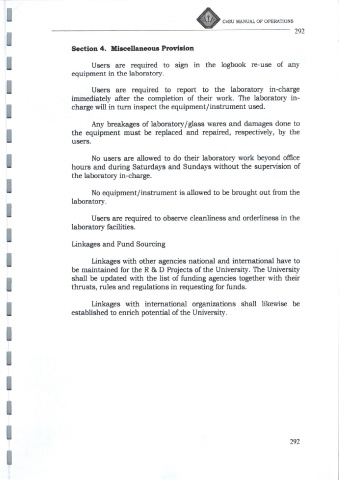 CNSU MANUAL OF OPERATIONS
292
Section 4. Miscellaneous Provision
Users are required to sign in the logbook re-use of any
equipment in the laboratory.
Users are required to report to the laboratory in-charge
immediately after the completion of their work. The laboratory in-
charge will in turn inspect the equipment/instrument used.
Any breakages of laboratory/glass wares and damages done to
the equipment must be replaced and repaired, respectively, by the
users.
No users are allowed to do their laboratory work beyond office
hours and during Saturdays and Sundays without the supervision of
the laboratory in-charge.
No equipment/instrument is allowed to be brought out from the
laboratory.
Users are required to observe cleanliness and orderliness in the
laboratory facilities.
Linkages and Fund Sourcing
Linkages with other agencies national and international have to
be maintained for the R & D Projects of the University. The University
shall be updated with the list of funding agencies together with their
thrusts, rules and regulations in requesting for funds.
Linkages with international organizations shall likewise be
established to enrich potential of the University.
292